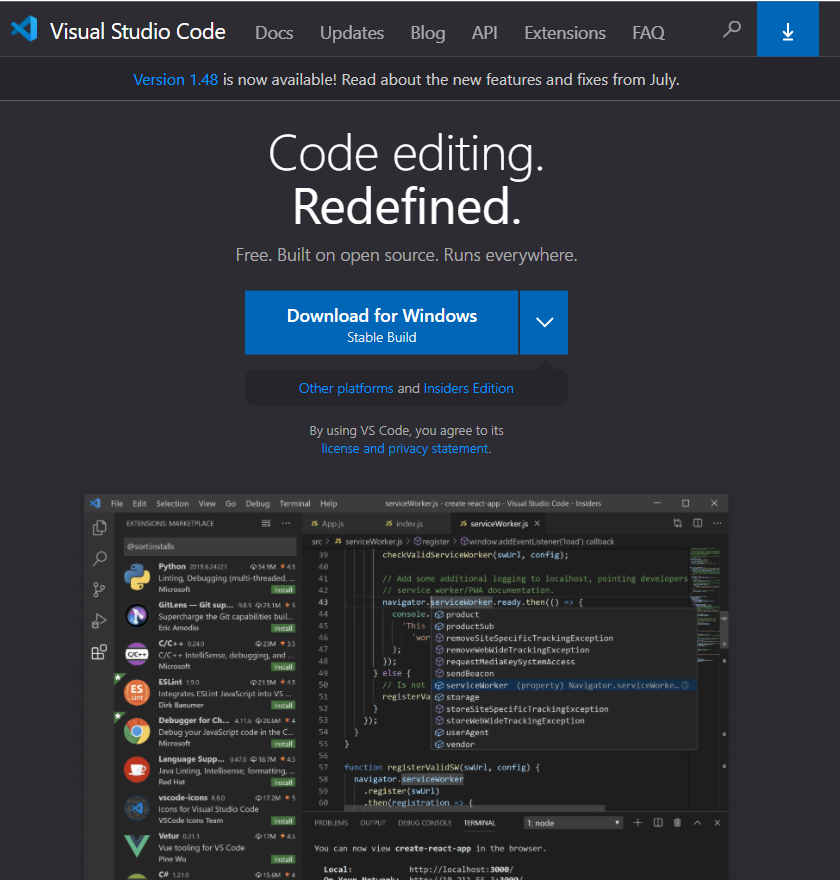 Visual Studio Code Docs Updates Blog API Extensions FAQ
Version 1.48 is now available! Read about the new features and fixes from July.
Code editing.
Redefined.
Free. Built on open source. Runs everywhere.
Download for Windows
Stable Build
Other platforms and Insiders Edition
By using VS Code, you agree to its
license and privacy statement.
File Edit Selection View Go Debug Terminal Help serviceWorker.js - create-react-app - Visual Studio Code - Insiders
EXTENSIONS: MARKETPLACE ···
@sort:installs
Python 2019.6.24221 54.9M ★ 4.5
Linting, Debugging (multi-threaded, ...
Microsoft Install
GitLens — Git sup... 9.8.5 23.1M ★ 5
Supercharge the Git capabilities buil...
Eric Amodio Install
C/C++ 0.24.0 23M ★ 3.5
C/C++ IntelliSense, debugging, and ...
Microsoft Install
ESLint 1.9.0 21.9M ★ 4.5
Integrates ESLint JavaScript into VS ...
Dirk Baeumer Install
Debugger for Ch... 4.11.6 20.6M ★ 4
Debug your JavaScript code in the C...
Microsoft Install
Language Supp... 0.47.0 18.7M ★ 4.5
Java Linting, Intellisense, formatting, ...
Red Hat Install
vscode-icons 8.8.0 17.2M ★ 5
Icons for Visual Studio Code
VSCode Icons Team Install
Vetur 0.21.1 17M ★ 4.5
Vue tooling for VS Code
Pine Wu Install
C# 1.21.0 15.6M ★ 4
JS App.js JS index.js JS serviceWorker.js ×
src > JS serviceWorker.js > register > window.addEventListener('load') callback
39 checkValidServiceWorker(swUrl, config);
40
41 // Add some additional logging to localhost, pointing developers
42 // service worker/PWA documentation.
43 navigator.serviceWorker.ready.then(() => {
44 console.
45 'This
46 'wor
47 );
48 });
49 } else {
50 // Is not
51 registerVa
52 }
53 });
54 }
55 }
56
57 function registerValidSW(swUrl, config) {
58 navigator.serviceWorker
59 .register(swUrl)
60 .then(registration => {
product
productSub
removeSiteSpecificTrackingException
removeWebWideTrackingException
requestMediaKeySystemAccess
sendBeacon
serviceWorker (property) Navigator.serviceWorke...
storage
storeSiteSpecificTrackingException
storeWebWideTrackingException
userAgent
vendor
PROBLEMS OUTPUT DEBUG CONSOLE TERMINAL 1: node
You can now view create-react-app in the browser.
Local: http://localhost:3000/
On Your Network: http://10.211.55.3:3000/